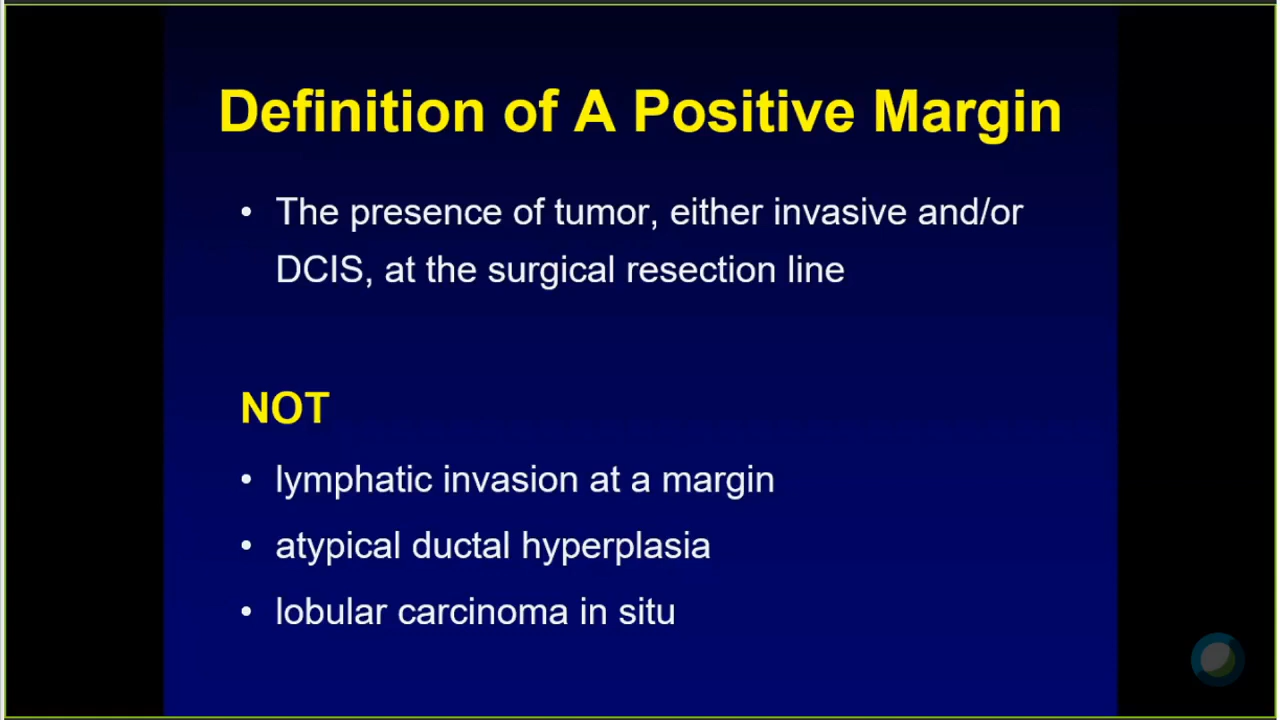 Definition of A Positive Margin
• The presence of tumor, either invasive and/or
DCIS, at the surgical resection line
NOT
• lymphatic invasion at a margin
• atypical ductal hyperplasia
• lobular carcinoma in situ